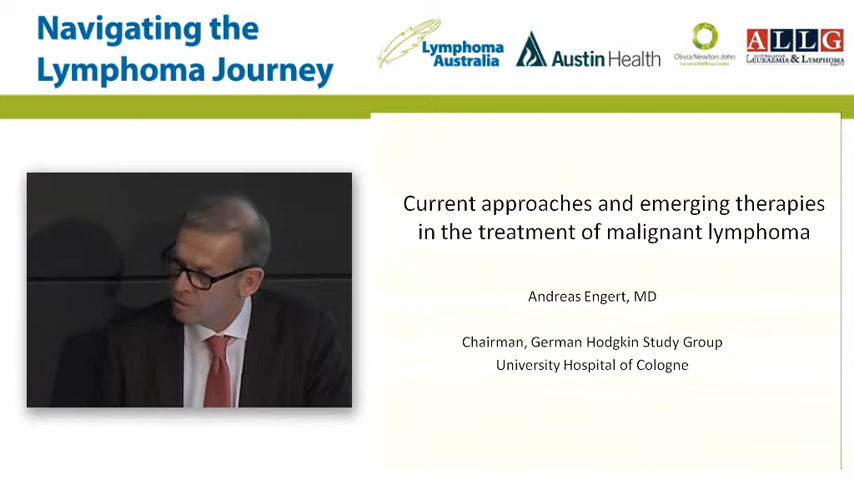 Navigating the
Lymphoma Journey
Lymphoma
Australia
Austin Health
Olivia Newton-John
ALLG
LEUKAEMIA & LYMPHOMA
Current approaches and emerging therapies
in the treatment of malignant lymphoma
Andreas Engert, MD
Chairman, German Hodgkin Study Group
University Hospital of Cologne